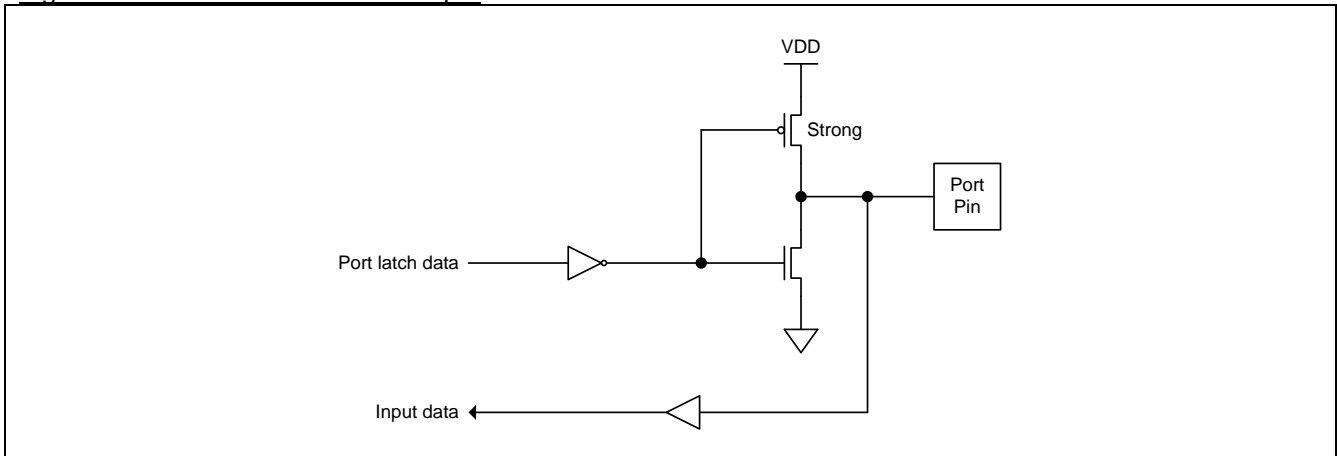 VDD
Strong
Port
Pin
Port latch data
Input data